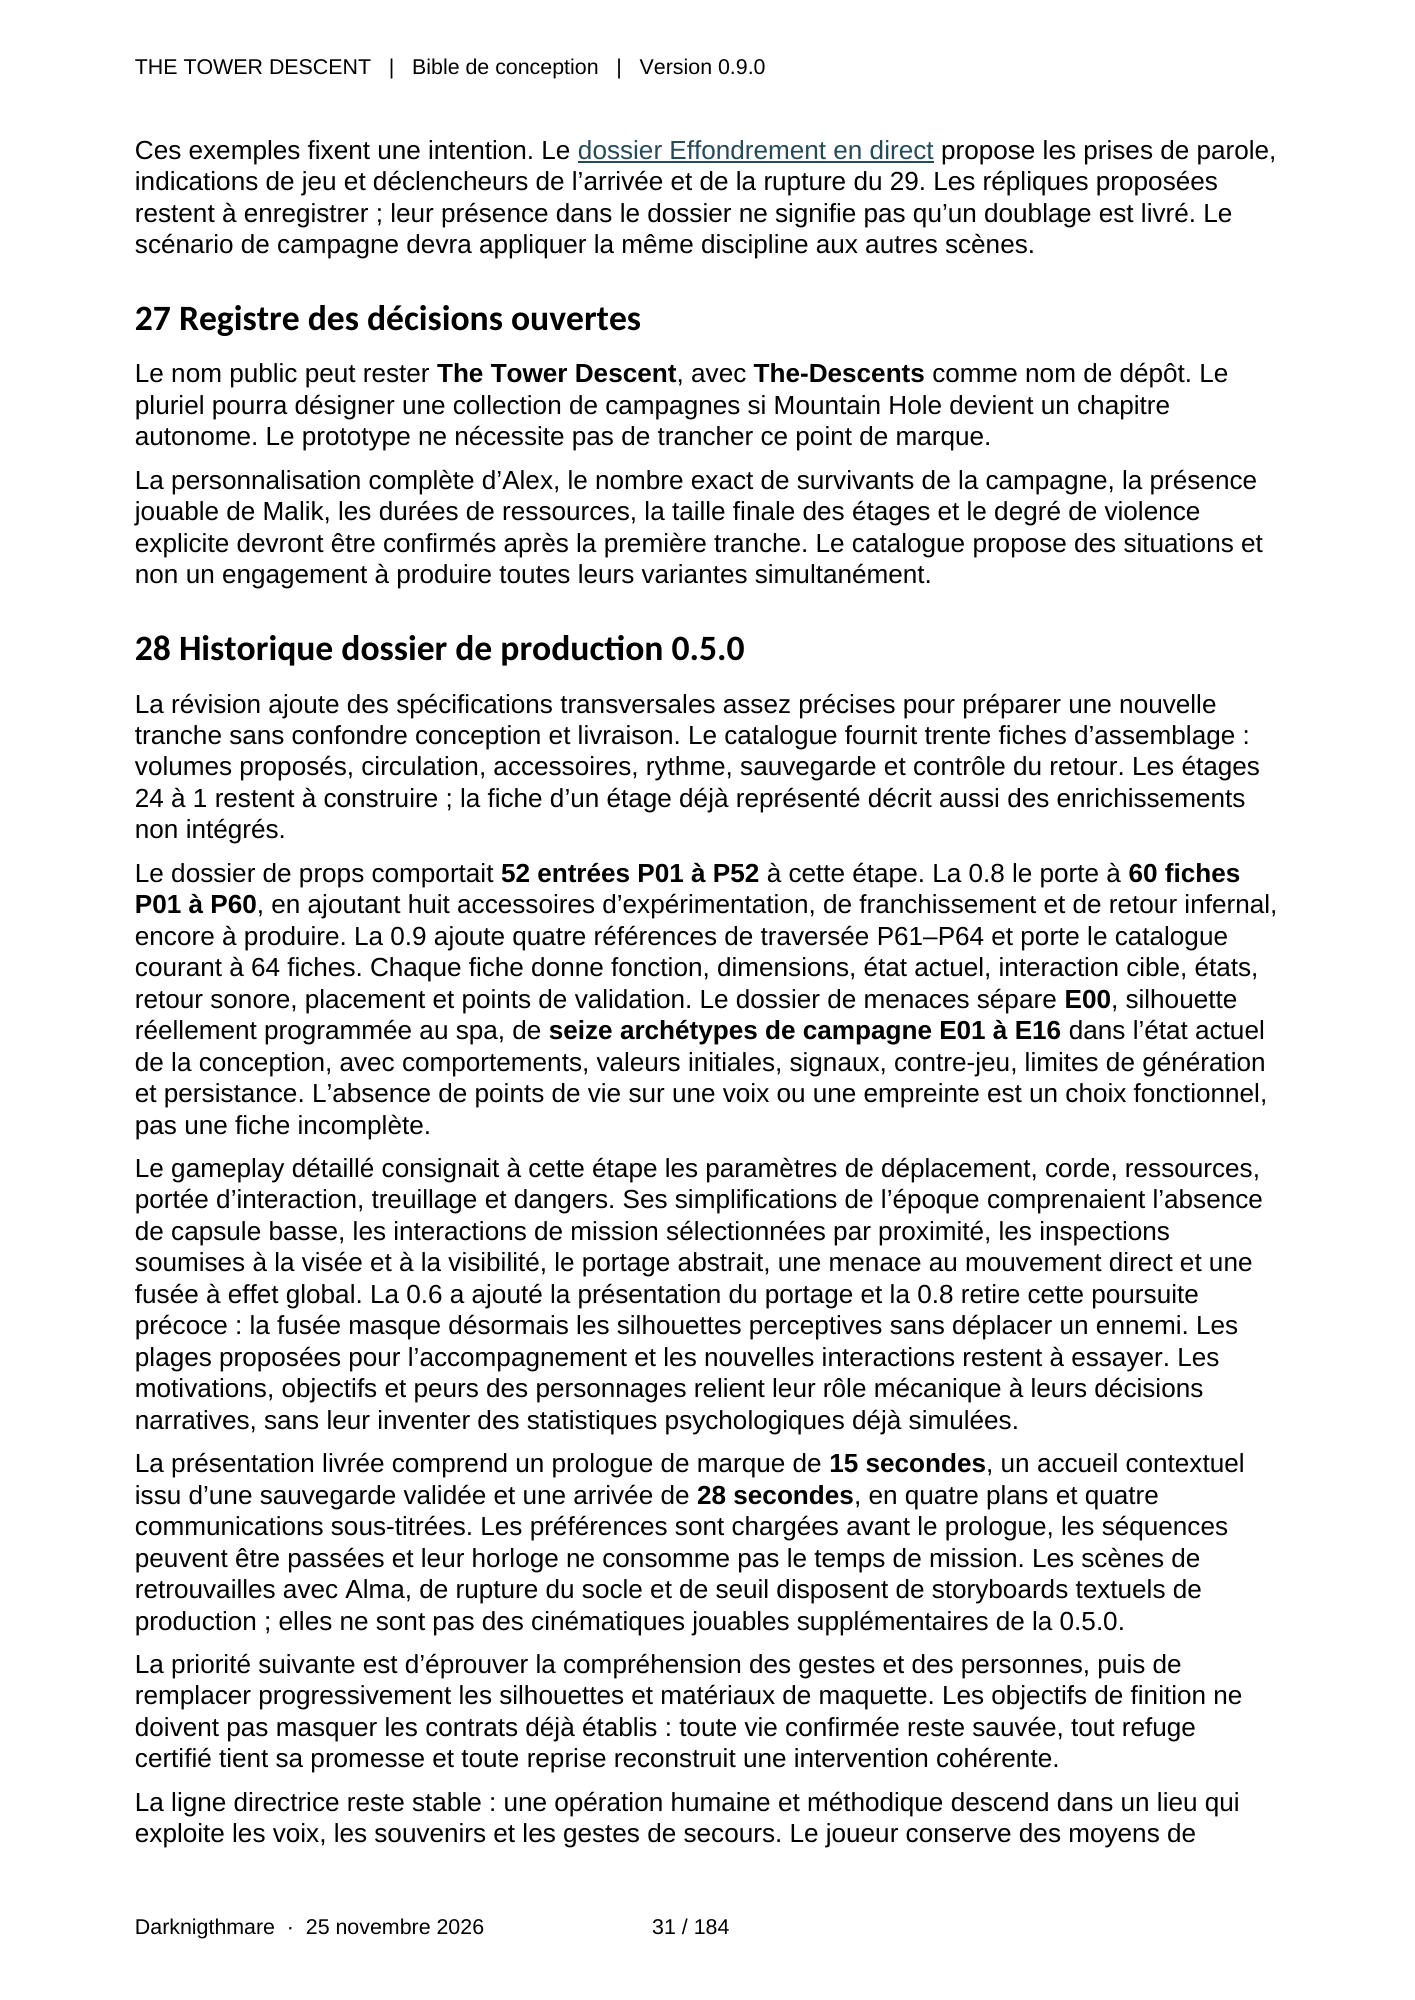 THE TOWER DESCENT | Bible de conception | Version 0.9.0
Ces exemples fixent une intention. Le dossier Effondrement en direct propose les prises de parole,
indications de jeu et déclencheurs de l’arrivée et de la rupture du 29. Les répliques proposées
restent à enregistrer ; leur présence dans le dossier ne signifie pas qu’un doublage est livré. Le
scénario de campagne devra appliquer la même discipline aux autres scènes.
27 Registre des décisions ouvertes
Le nom public peut rester The Tower Descent, avec The-Descents comme nom de dépôt. Le
pluriel pourra désigner une collection de campagnes si Mountain Hole devient un chapitre
autonome. Le prototype ne nécessite pas de trancher ce point de marque.
La personnalisation complète d’Alex, le nombre exact de survivants de la campagne, la présence
jouable de Malik, les durées de ressources, la taille finale des étages et le degré de violence
explicite devront être confirmés après la première tranche. Le catalogue propose des situations et
non un engagement à produire toutes leurs variantes simultanément.
28 Historique dossier de production 0.5.0
La révision ajoute des spécifications transversales assez précises pour préparer une nouvelle
tranche sans confondre conception et livraison. Le catalogue fournit trente fiches d’assemblage :
volumes proposés, circulation, accessoires, rythme, sauvegarde et contrôle du retour. Les étages
24 à 1 restent à construire ; la fiche d’un étage déjà représenté décrit aussi des enrichissements
non intégrés.
Le dossier de props comportait 52 entrées P01 à P52 à cette étape. La 0.8 le porte à 60 fiches
P01 à P60, en ajoutant huit accessoires d’expérimentation, de franchissement et de retour infernal,
encore à produire. La 0.9 ajoute quatre références de traversée P61–P64 et porte le catalogue
courant à 64 fiches. Chaque fiche donne fonction, dimensions, état actuel, interaction cible, états,
retour sonore, placement et points de validation. Le dossier de menaces sépare E00, silhouette
réellement programmée au spa, de seize archétypes de campagne E01 à E16 dans l’état actuel
de la conception, avec comportements, valeurs initiales, signaux, contre-jeu, limites de génération
et persistance. L’absence de points de vie sur une voix ou une empreinte est un choix fonctionnel,
pas une fiche incomplète.
Le gameplay détaillé consignait à cette étape les paramètres de déplacement, corde, ressources,
portée d’interaction, treuillage et dangers. Ses simplifications de l’époque comprenaient l’absence
de capsule basse, les interactions de mission sélectionnées par proximité, les inspections
soumises à la visée et à la visibilité, le portage abstrait, une menace au mouvement direct et une
fusée à effet global. La 0.6 a ajouté la présentation du portage et la 0.8 retire cette poursuite
précoce : la fusée masque désormais les silhouettes perceptives sans déplacer un ennemi. Les
plages proposées pour l’accompagnement et les nouvelles interactions restent à essayer. Les
motivations, objectifs et peurs des personnages relient leur rôle mécanique à leurs décisions
narratives, sans leur inventer des statistiques psychologiques déjà simulées.
La présentation livrée comprend un prologue de marque de 15 secondes, un accueil contextuel
issu d’une sauvegarde validée et une arrivée de 28 secondes, en quatre plans et quatre
communications sous-titrées. Les préférences sont chargées avant le prologue, les séquences
peuvent être passées et leur horloge ne consomme pas le temps de mission. Les scènes de
retrouvailles avec Alma, de rupture du socle et de seuil disposent de storyboards textuels de
production ; elles ne sont pas des cinématiques jouables supplémentaires de la 0.5.0.
La priorité suivante est d’éprouver la compréhension des gestes et des personnes, puis de
remplacer progressivement les silhouettes et matériaux de maquette. Les objectifs de finition ne
doivent pas masquer les contrats déjà établis : toute vie confirmée reste sauvée, tout refuge
certifié tient sa promesse et toute reprise reconstruit une intervention cohérente.
La ligne directrice reste stable : une opération humaine et méthodique descend dans un lieu qui
exploite les voix, les souvenirs et les gestes de secours. Le joueur conserve des moyens de
Darknigthmare · 25 novembre 2026 31 / 184